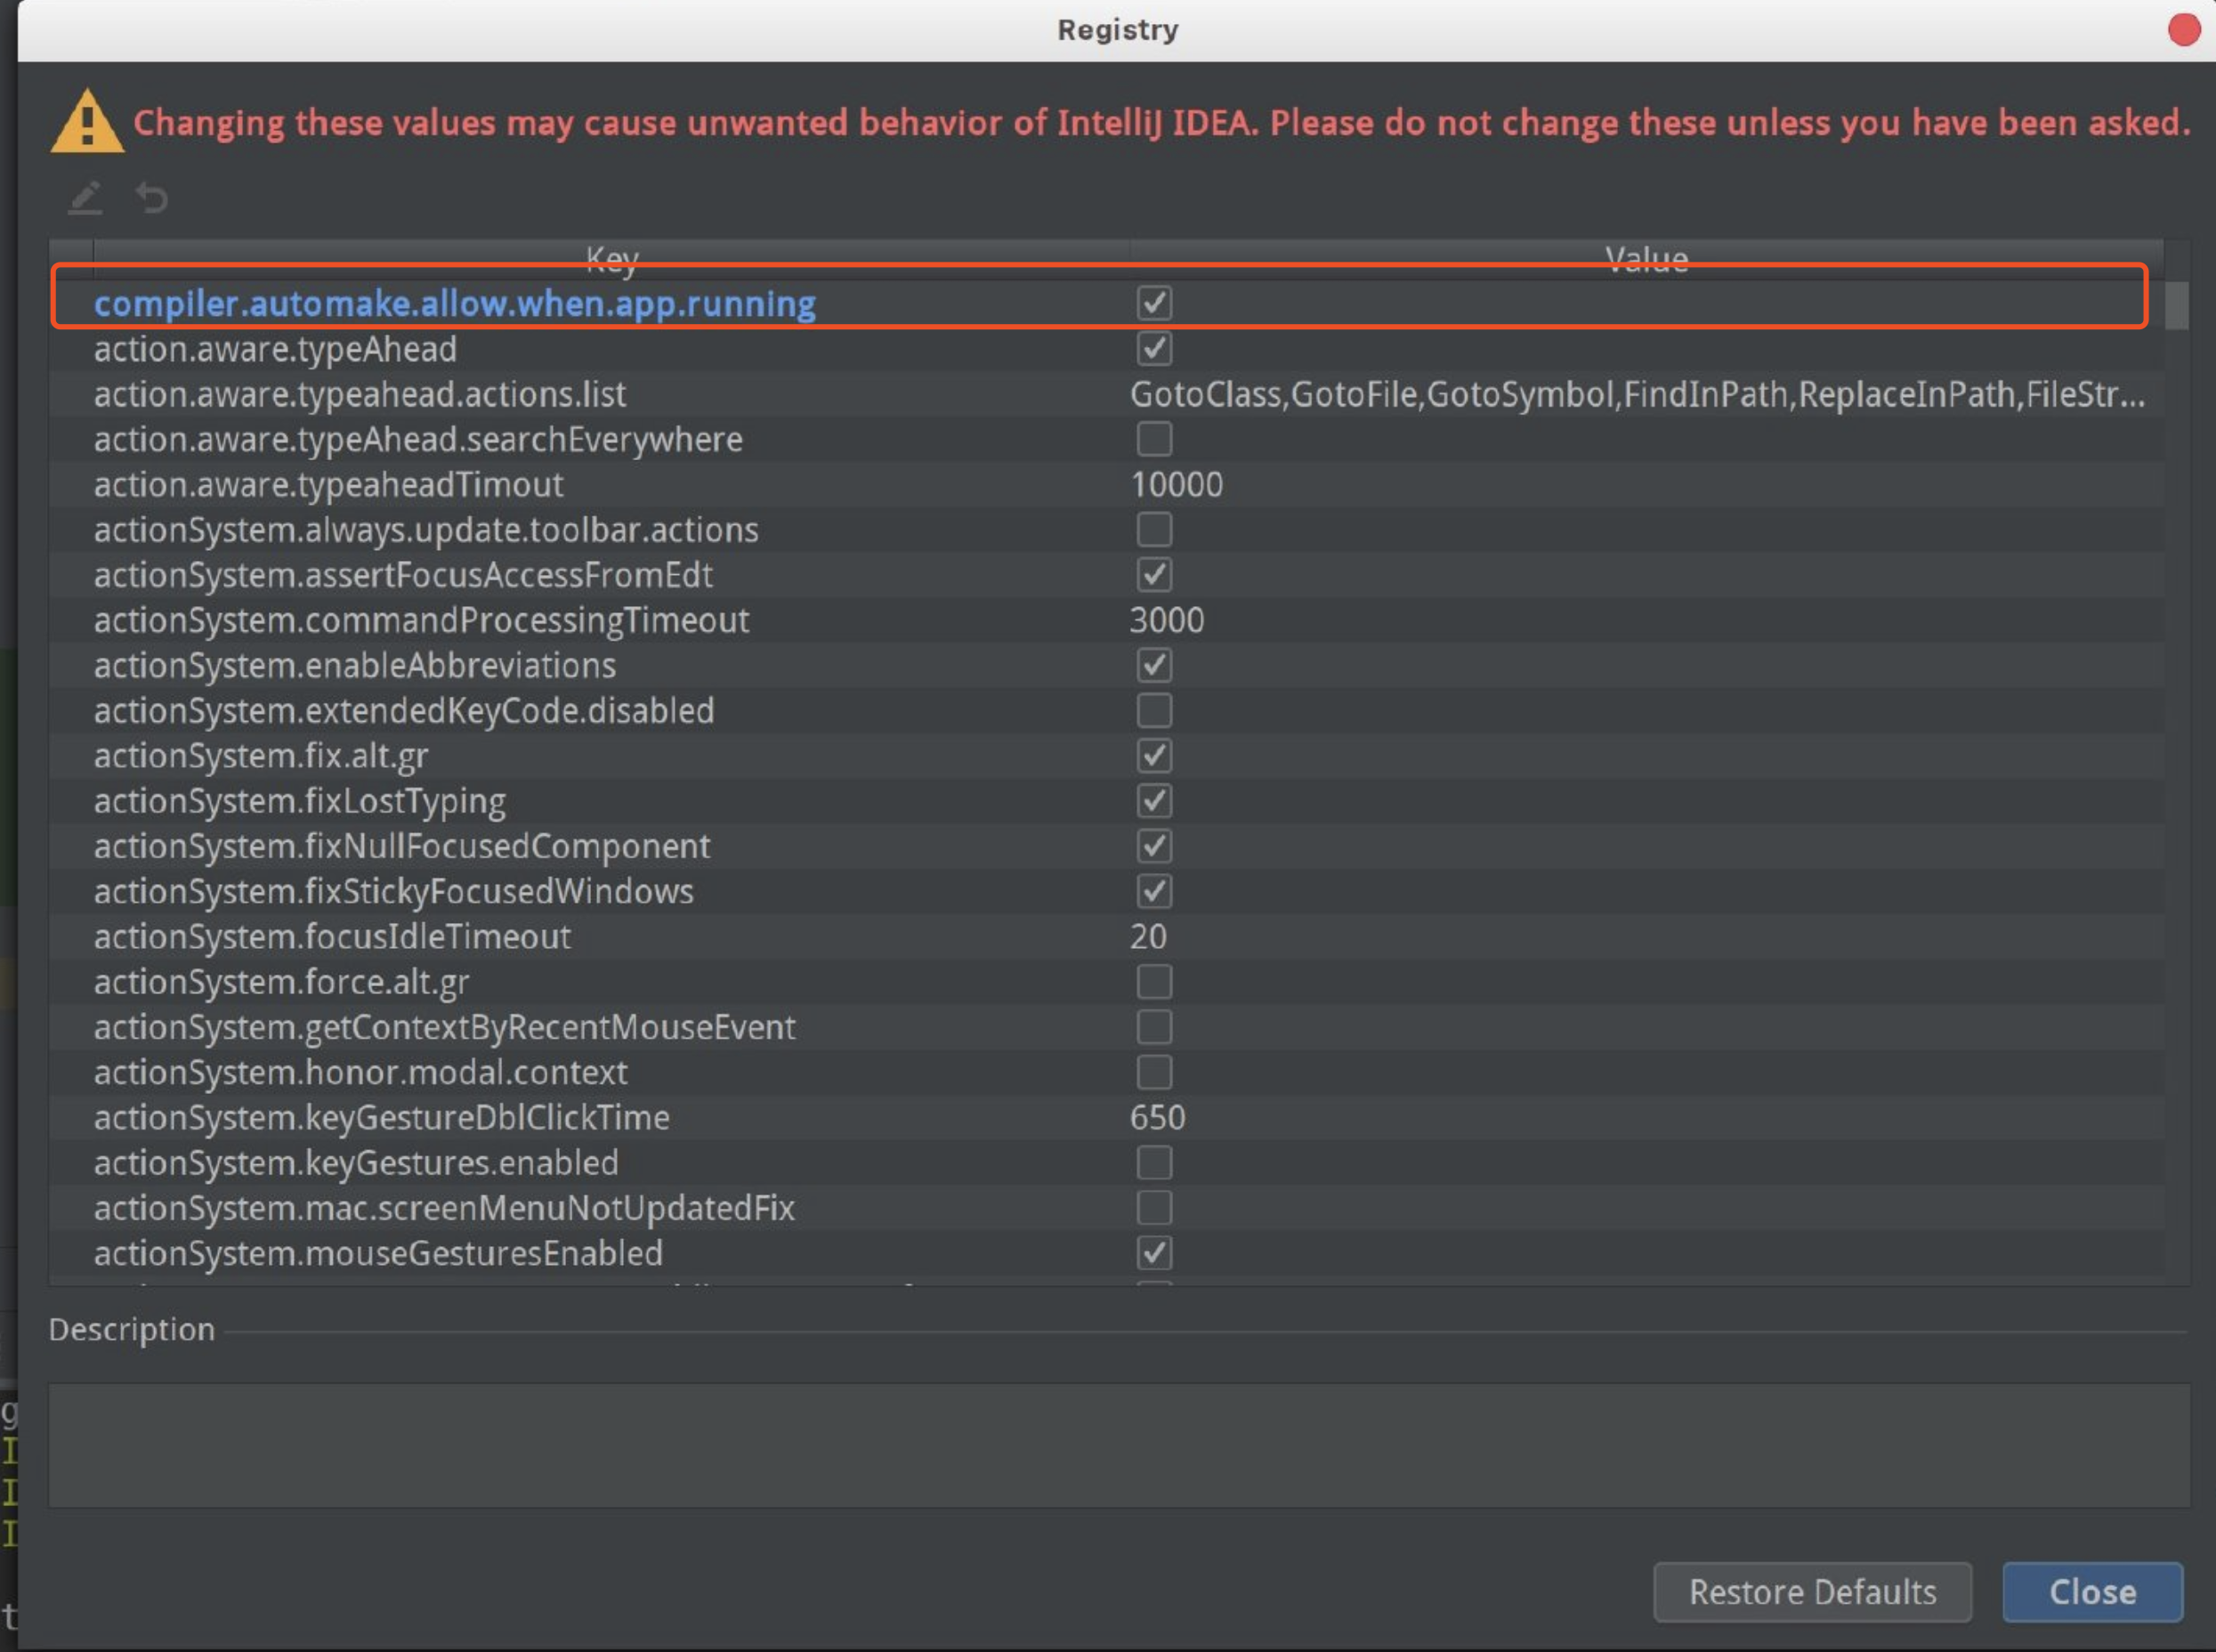 Registry
Changing these values may cause unwanted behavior of IntelliJ IDEA. Please do not change these unless you have been asked.
Key Value
compiler.automake.allow.when.app.running
action.aware.typeAhead
action.aware.typeahead.actions.list GotoClass,GotoFile,GotoSymbol,FindInPath,ReplaceInPath,FileStr...
action.aware.typeAhead.searchEverywhere
action.aware.typeaheadTimout 10000
actionSystem.always.update.toolbar.actions
actionSystem.assertFocusAccessFromEdt
actionSystem.commandProcessingTimeout 3000
actionSystem.enableAbbreviations
actionSystem.extendedKeyCode.disabled
actionSystem.fix.alt.gr
actionSystem.fixLostTyping
actionSystem.fixNullFocusedComponent
actionSystem.fixStickyFocusedWindows
actionSystem.focusIdleTimeout 20
actionSystem.force.alt.gr
actionSystem.getContextByRecentMouseEvent
actionSystem.honor.modal.context
actionSystem.keyGestureDblClickTime 650
actionSystem.keyGestures.enabled
actionSystem.mac.screenMenuNotUpdatedFix
actionSystem.mouseGesturesEnabled
Description
g
I
I
I
t
Restore Defaults Close